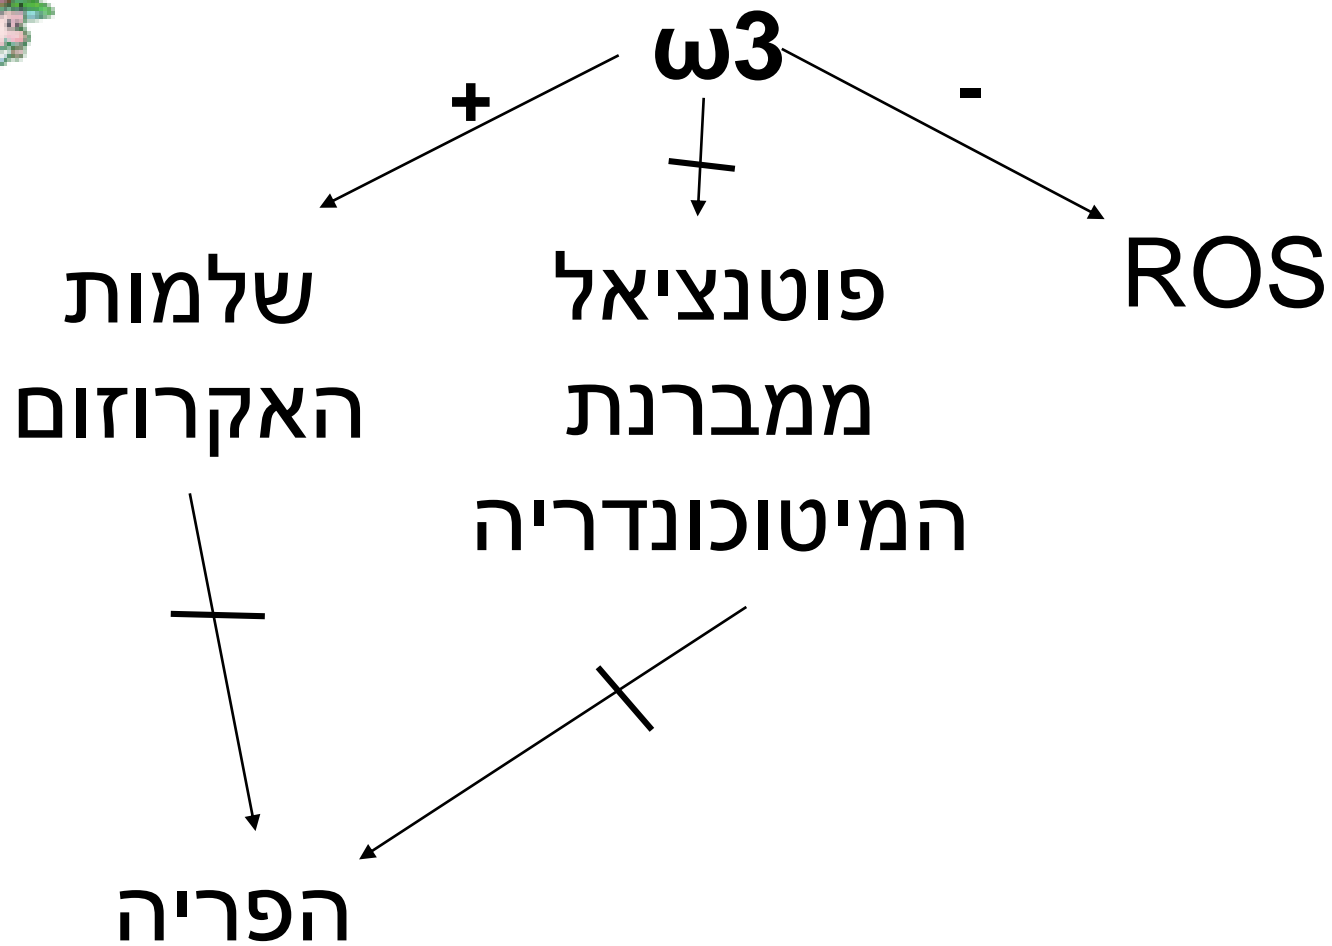 ω3
+
-
שלמות
האקרוזום
פוטנציאל
ממברנת
המיטוכונדריה
ROS
הפריה